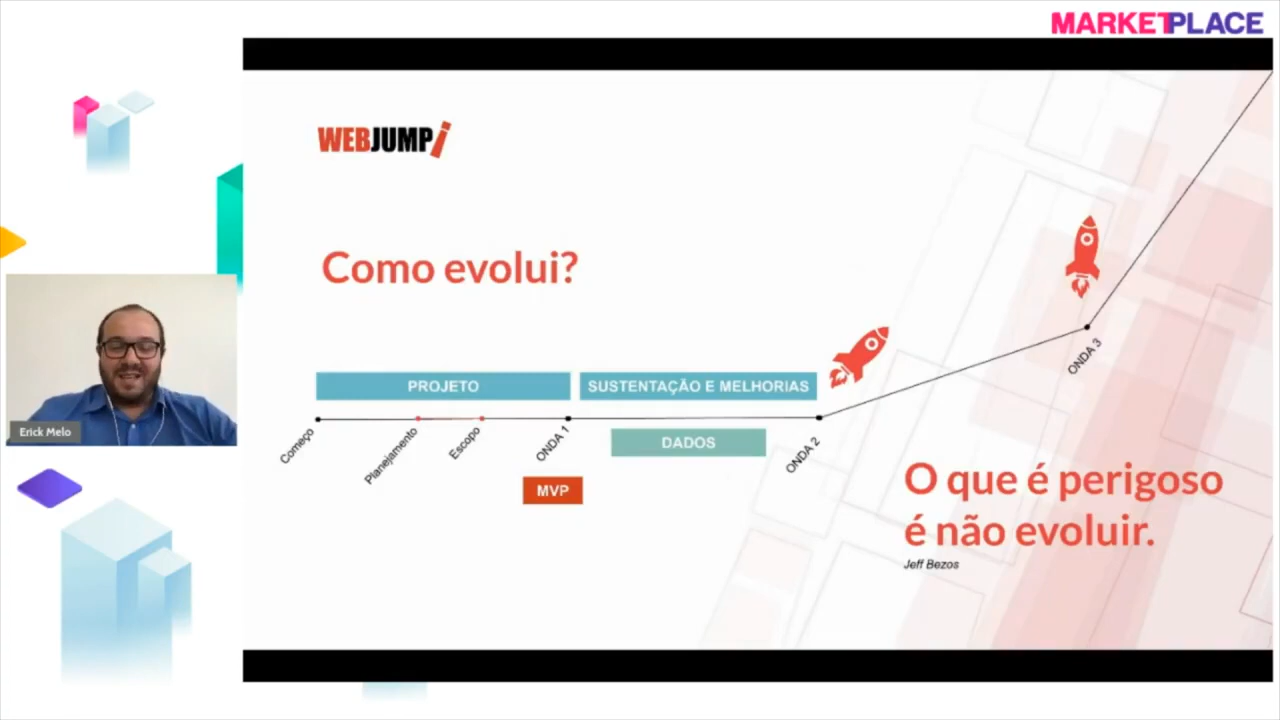 MARKETPLACE
WEBJUMP!
Como evolui?
PROJETO
SUSTENTAÇÃO E MELHORIAS
Começo
Planejamento
Escopo
ONDA 1
DADOS
ONDA 2
ONDA 3
MVP
Erick Melo
O que é perigoso
é não evoluir.
Jeff Bezos